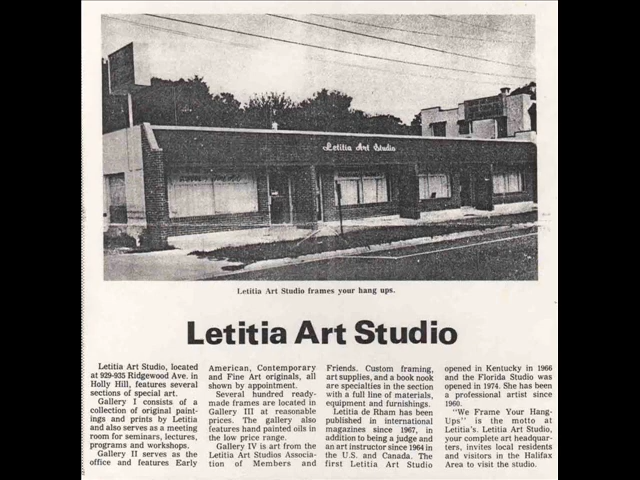 Letitia Art Studio
Letitia Art Studio frames your hang ups.
Letitia Art Studio
Letitia Art Studio, located
at 929-935 Ridgewood Ave. in
Holly Hill, features several
sections of special art.
Gallery I consists of a
collection of original paint-
ings and prints by Letitia
and also serves as a meeting
room for seminars, lectures,
programs and workshops.
Gallery II serves as the
office and features Early
American, Contemporary
and Fine Art originals, all
shown by appointment.
Several hundred ready-
made frames are located in
Gallery III at reasonable
prices. The gallery also
features hand painted oils in
the low price range.
Gallery IV is art from the
Letitia Art Studios Associa-
tion of Members and
Friends. Custom framing,
art supplies, and a book nook
are specialties in the section
with a full line of materials,
equipment and furnishings.
Letitia de Rham has been
published in international
magazines since 1967, in
addition to being a judge and
an art instructor since 1964 in
the U.S. and Canada. The
first Letitia Art Studio
opened in Kentucky in 1966
and the Florida Studio was
opened in 1974. She has been
a professional artist since
1960.
"We Frame Your Hang-
Ups" is the motto at
Letitia's. Letitia Art Studio,
your complete art headquar-
ters, invites local residents
and visitors in the Halifax
Area to visit the studio.